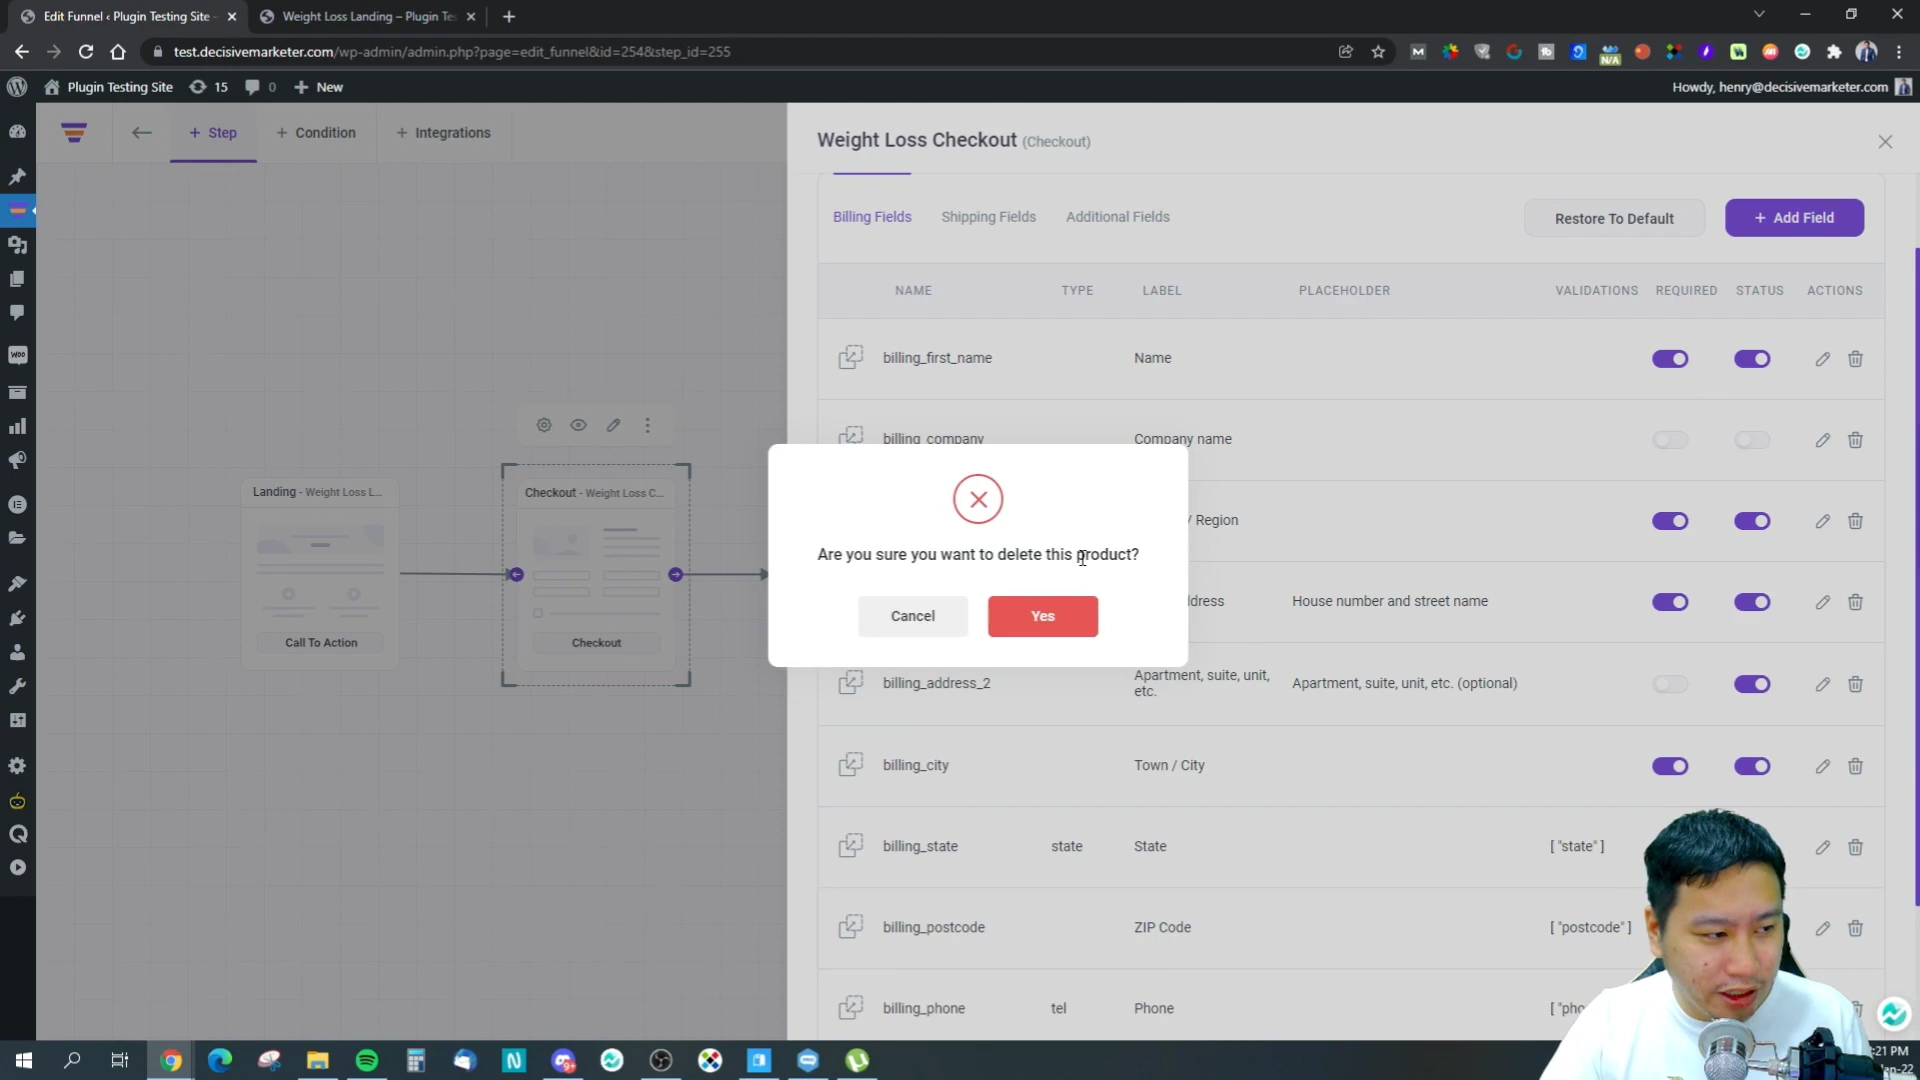 Edit Funnel ‹ Plugin Testing Site -
Weight Loss Landing – Plugin Te
test.decisivemarketer.com/wp-admin/admin.php?page=edit_funnel&id=254&step_id=255
N/A
Plugin Testing Site
15
0
New
Howdy, henry@decisivemarketer.com
+ Step
+ Condition
+ Integrations
Weight Loss Checkout (Checkout)
Billing Fields
Shipping Fields
Additional Fields
Restore To Default
+ Add Field
NAME
TYPE
LABEL
PLACEHOLDER
VALIDATIONS
REQUIRED
STATUS
ACTIONS
billing_first_name
Name
billing_company
Company name
/ Region
dress
House number and street name
billing_address_2
Apartment, suite, unit,
etc.
Apartment, suite, unit, etc. (optional)
billing_city
Town / City
billing_state
state
State
[ "state" ]
billing_postcode
ZIP Code
[ "postcode" ]
billing_phone
tel
Phone
[ "pho
Landing - Weight Loss L...
Call To Action
Checkout - Weight Loss C...
Checkout
Are you sure you want to delete this product?
Cancel
Yes
:21 PM